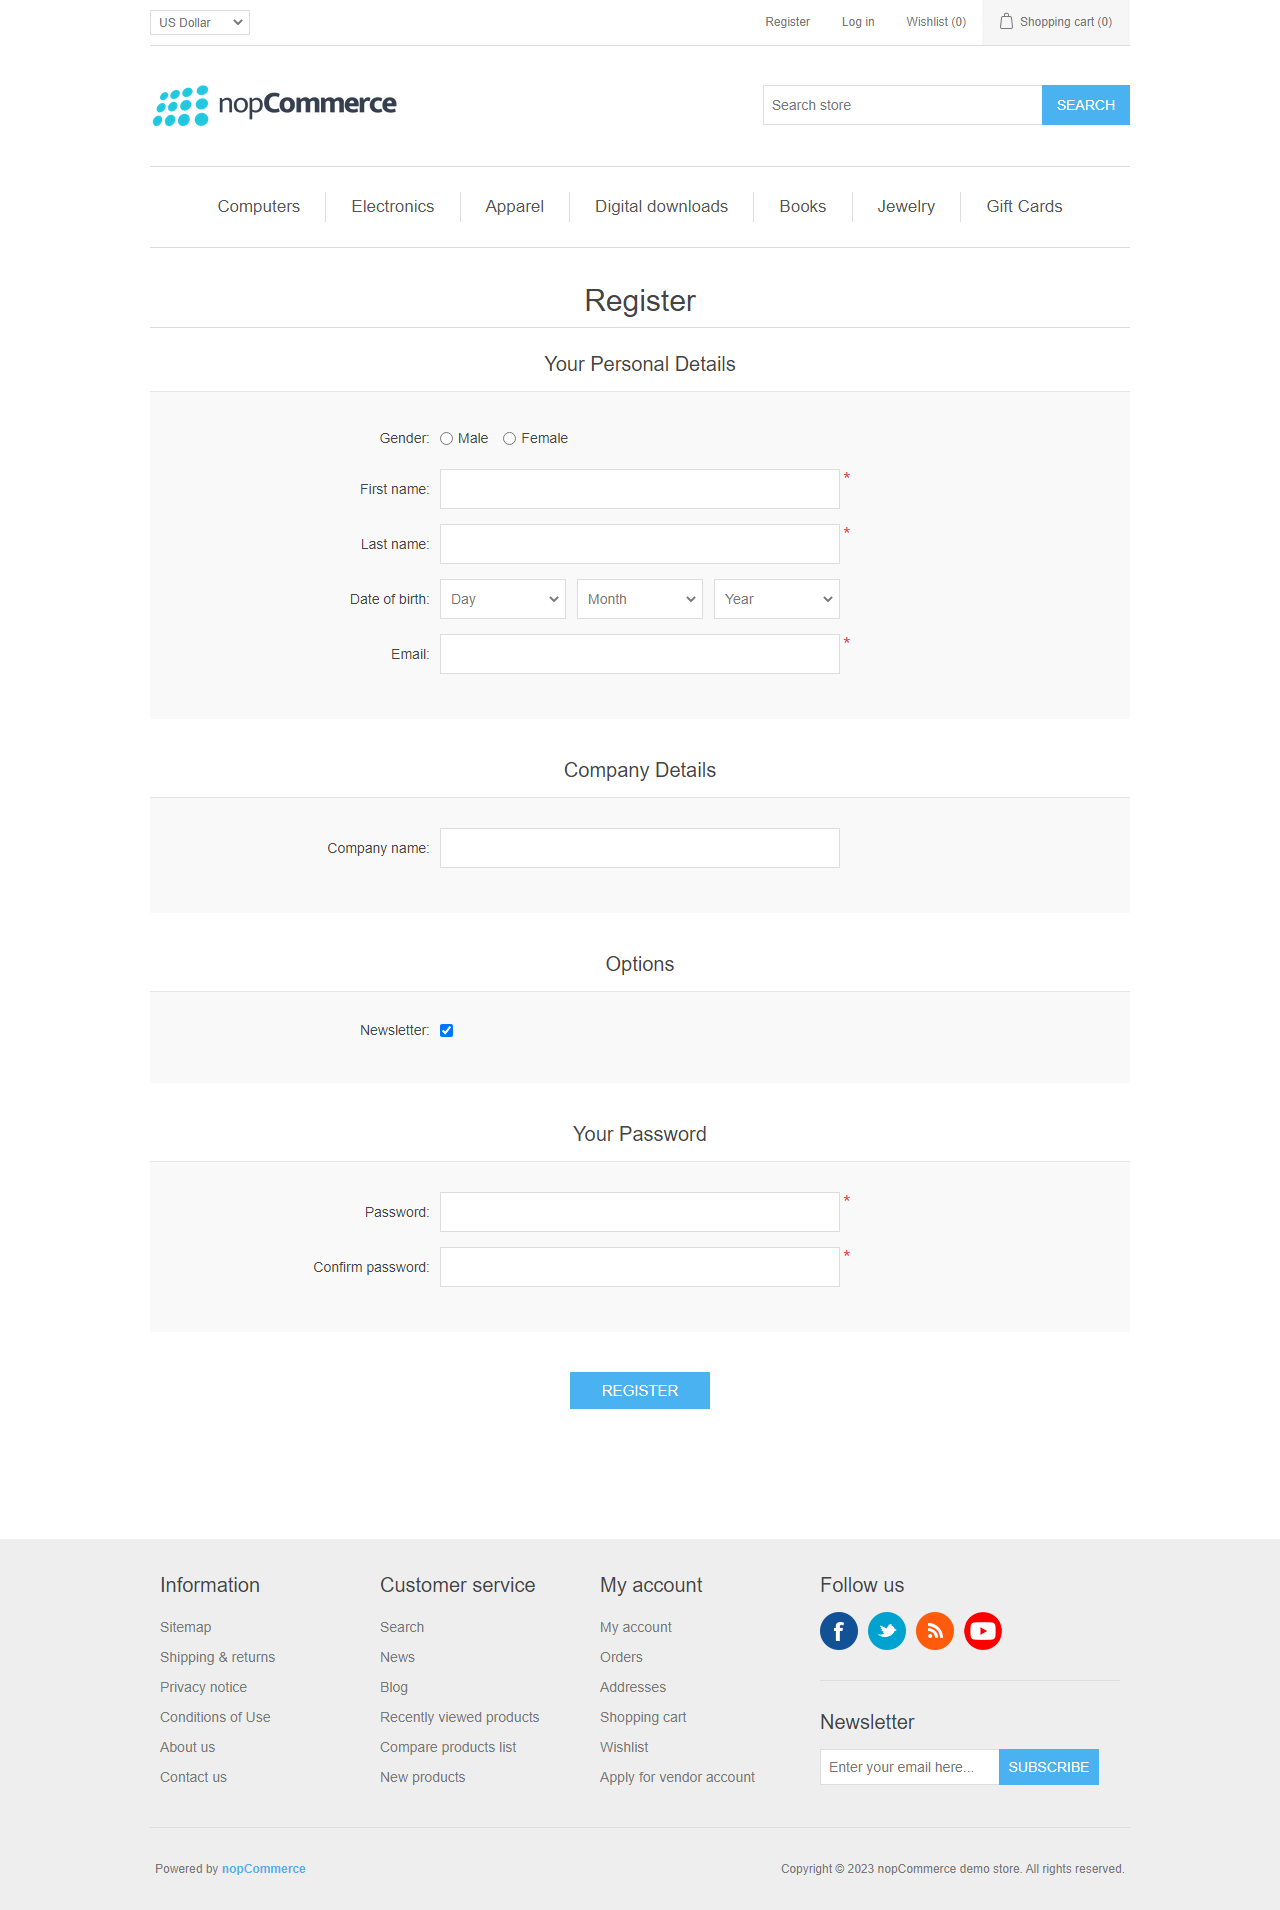 US Dollar Register Log in Wishlist (0) Shopping cart (0)
nopCommerce Search store SEARCH
Computers Electronics Apparel Digital downloads Books Jewelry Gift Cards
Register
Your Personal Details
Gender: Male Female
First name: *
Last name: *
Date of birth: Day Month Year
Email: *
Company Details
Company name:
Options
Newsletter:
Your Password
Password: *
Confirm password: *
REGISTER
Information
Sitemap
Shipping & returns
Privacy notice
Conditions of Use
About us
Contact us
Customer service
Search
News
Blog
Recently viewed products
Compare products list
New products
My account
My account
Orders
Addresses
Shopping cart
Wishlist
Apply for vendor account
Follow us
f
Newsletter
Enter your email here... SUBSCRIBE
Powered by nopCommerce
Copyright © 2023 nopCommerce demo store. All rights reserved.